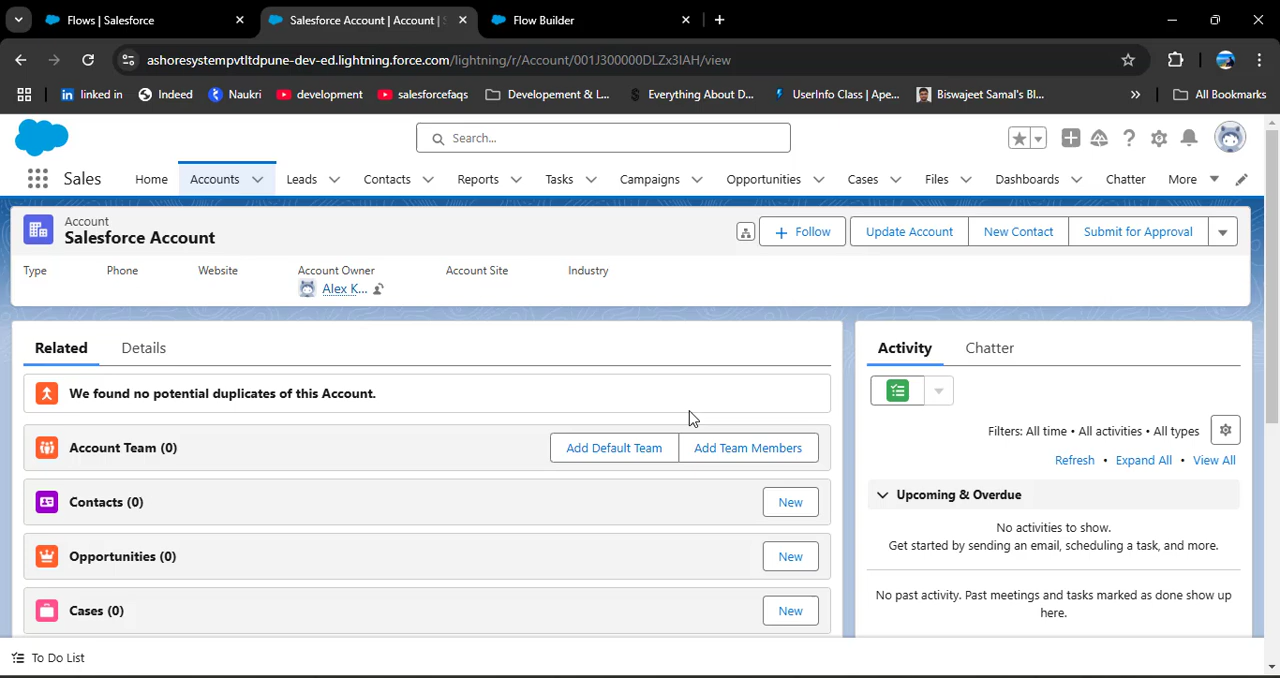 Flows | Salesforce
Salesforce Account | Account |
Flow Builder
ashoresystempvtltdpune-dev-ed.lightning.force.com/lightning/r/Account/001J300000DLZx3IAH/view
linked in
Indeed
Naukri
development
salesforcefaqs
Developement & L...
Everything About D...
UserInfo Class | Ape...
Biswajeet Samal's Bl...
All Bookmarks
Search...
Sales
Home
Accounts
Leads
Contacts
Reports
Tasks
Campaigns
Opportunities
Cases
Files
Dashboards
Chatter
More
Account
Salesforce Account
Follow
Update Account
New Contact
Submit for Approval
Type
Phone
Website
Account Owner
Account Site
Industry
Alex K...
Related
Details
We found no potential duplicates of this Account.
Account Team (0)
Add Default Team
Add Team Members
Contacts (0)
New
Opportunities (0)
New
Cases (0)
New
Activity
Chatter
Filters: All time • All activities • All types
Refresh • Expand All • View All
Upcoming & Overdue
No activities to show.
Get started by sending an email, scheduling a task, and more.
No past activity. Past meetings and tasks marked as done show up
here.
To Do List